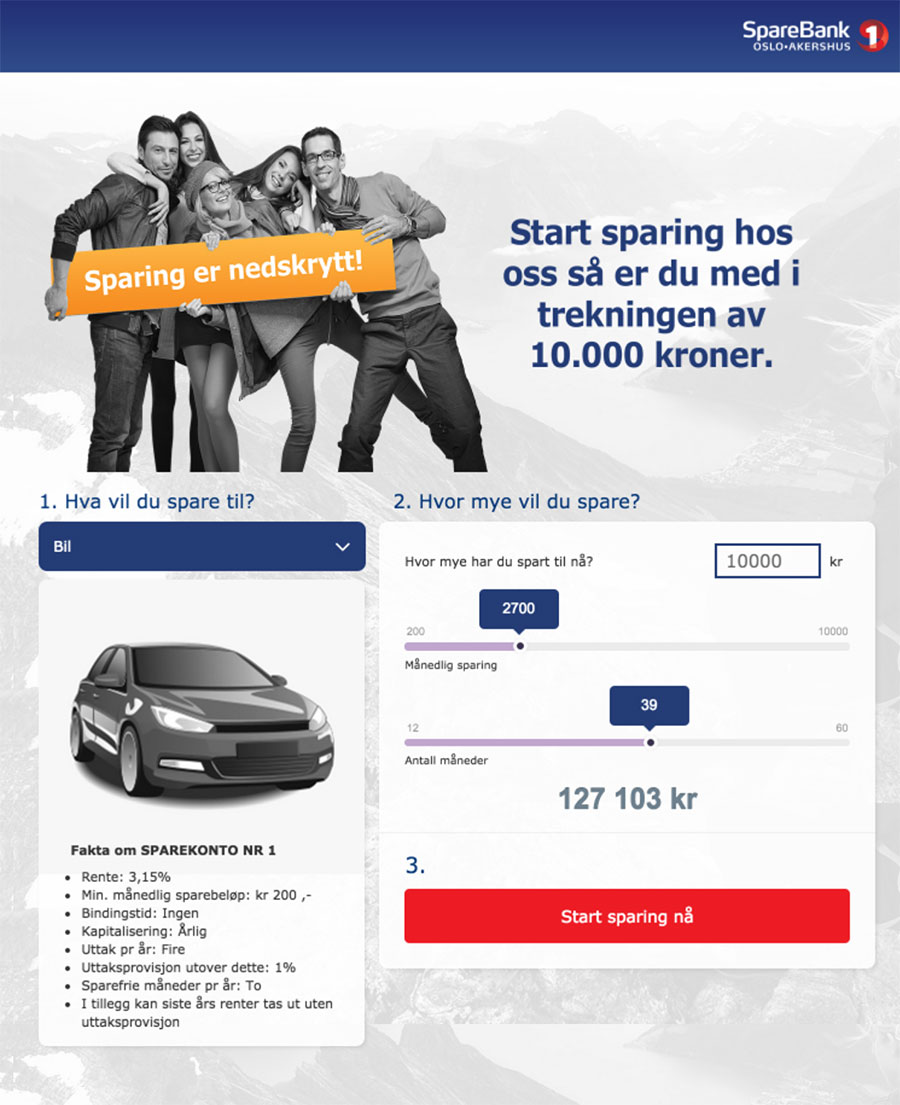 SpareBank 1
OSLO•AKERSHUS
Sparing er nedskrytt!
Start sparing hos
oss så er du med i
trekningen av
10.000 kroner.
1. Hva vil du spare til?
Bil
Fakta om SPAREKONTO NR 1
• Rente: 3,15%
• Min. månedlig sparebeløp: kr 200 ,-
• Bindingstid: Ingen
• Kapitalisering: Årlig
• Uttak pr år: Fire
• Uttaksprovisjon utover dette: 1%
• Sparefrie måneder pr år: To
• I tillegg kan siste års renter tas ut uten
uttaksprovisjon
2. Hvor mye vil du spare?
Hvor mye har du spart til nå? 10000 kr
2700
200 10000
Månedlig sparing
39
12 60
Antall måneder
127 103 kr
3.
Start sparing nå